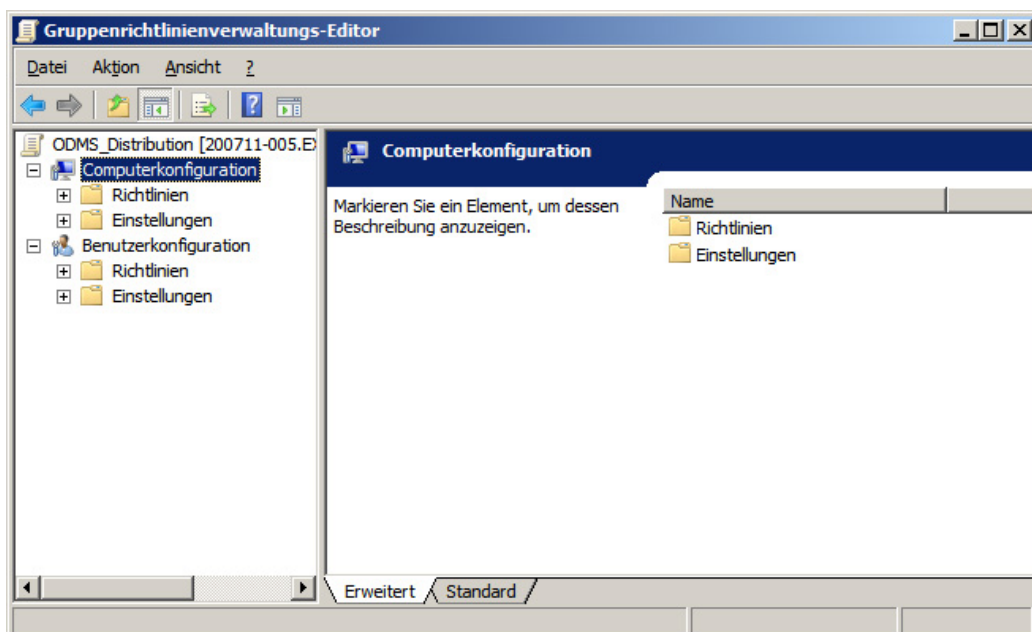 Gruppenrichtlinienverwaltungs-Editor
Datei Aktion Ansicht ?
ODMS_Distribution [200711-005.E
Computerkonfiguration
Richtlinien
Einstellungen
Benutzerkonfiguration
Richtlinien
Einstellungen
Computerkonfiguration
Markieren Sie ein Element, um dessen
Beschreibung anzuzeigen.
Name
Richtlinien
Einstellungen
Erweitert Standard